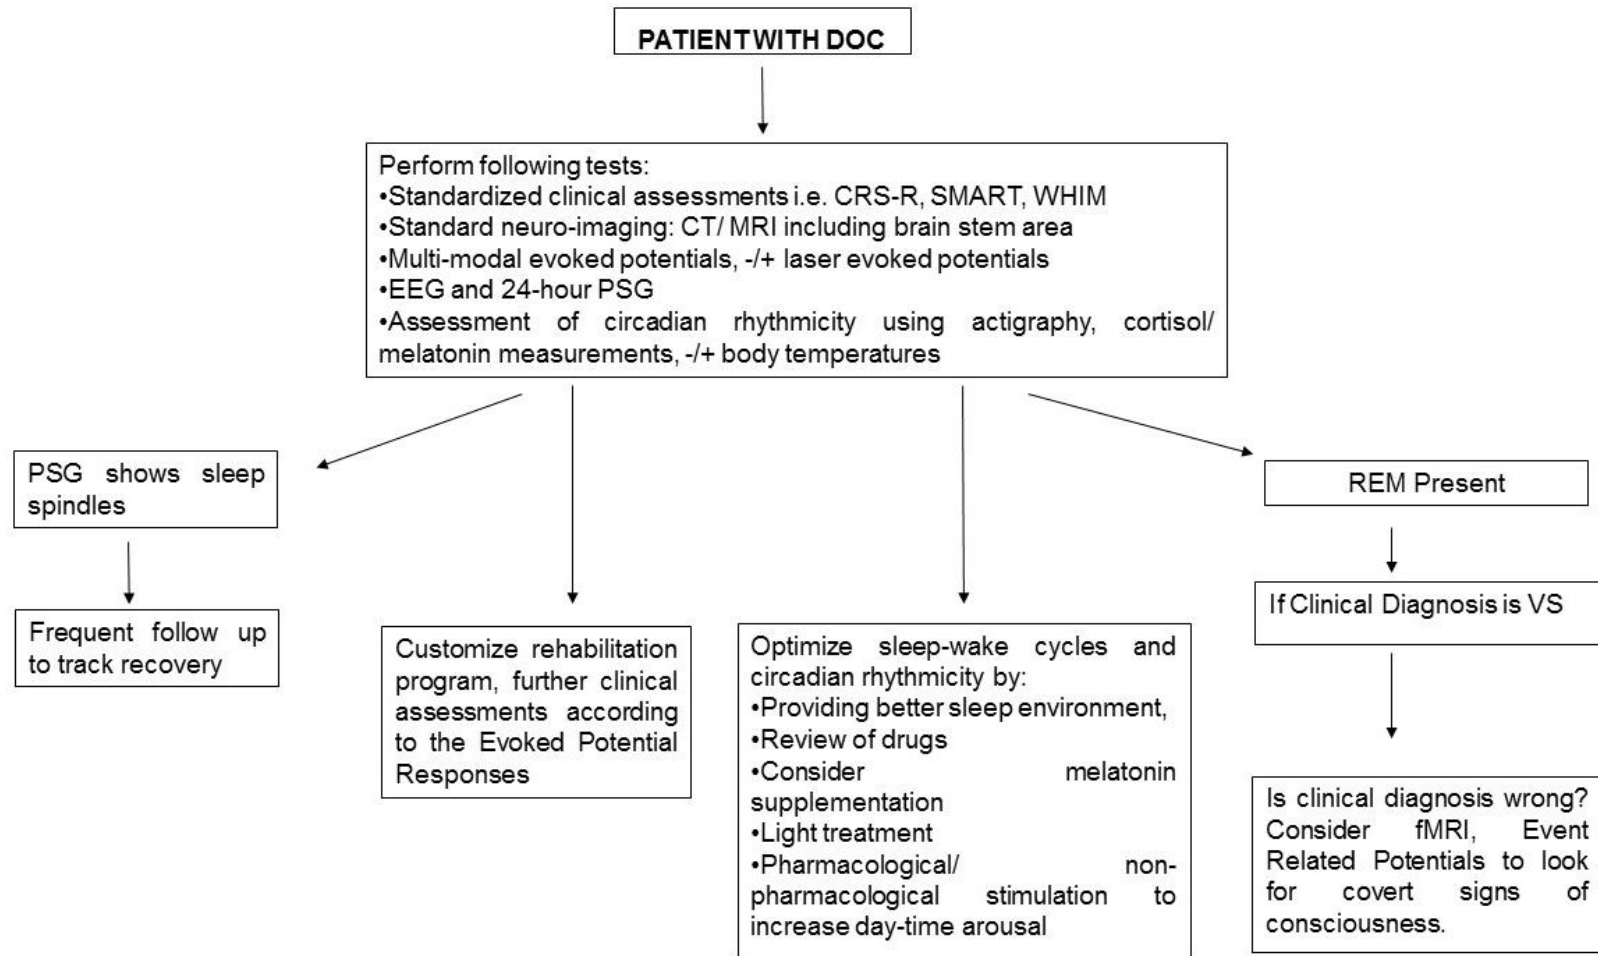 PATIENT WITH DOC
Perform following tests:
•Standardized clinical assessments i.e. CRS-R, SMART, WHIM
•Standard neuro-imaging: CT/ MRI including brain stem area
•Multi-modal evoked potentials, -/+ laser evoked potentials
•EEG and 24-hour PSG
•Assessment of circadian rhythmicity using actigraphy, cortisol/
melatonin measurements, -/+ body temperatures
PSG shows sleep
spindles
Frequent follow up
to track recovery
Customize rehabilitation
program, further clinical
assessments according
to the Evoked Potential
Responses
Optimize sleep-wake cycles and
circadian rhythmicity by:
•Providing better sleep environment,
•Review of drugs
•Consider melatonin
supplementation
•Light treatment
•Pharmacological/ non-
pharmacological stimulation to
increase day-time arousal
REM Present
If Clinical Diagnosis is VS
Is clinical diagnosis wrong?
Consider fMRI, Event
Related Potentials to look
for covert signs of
consciousness.